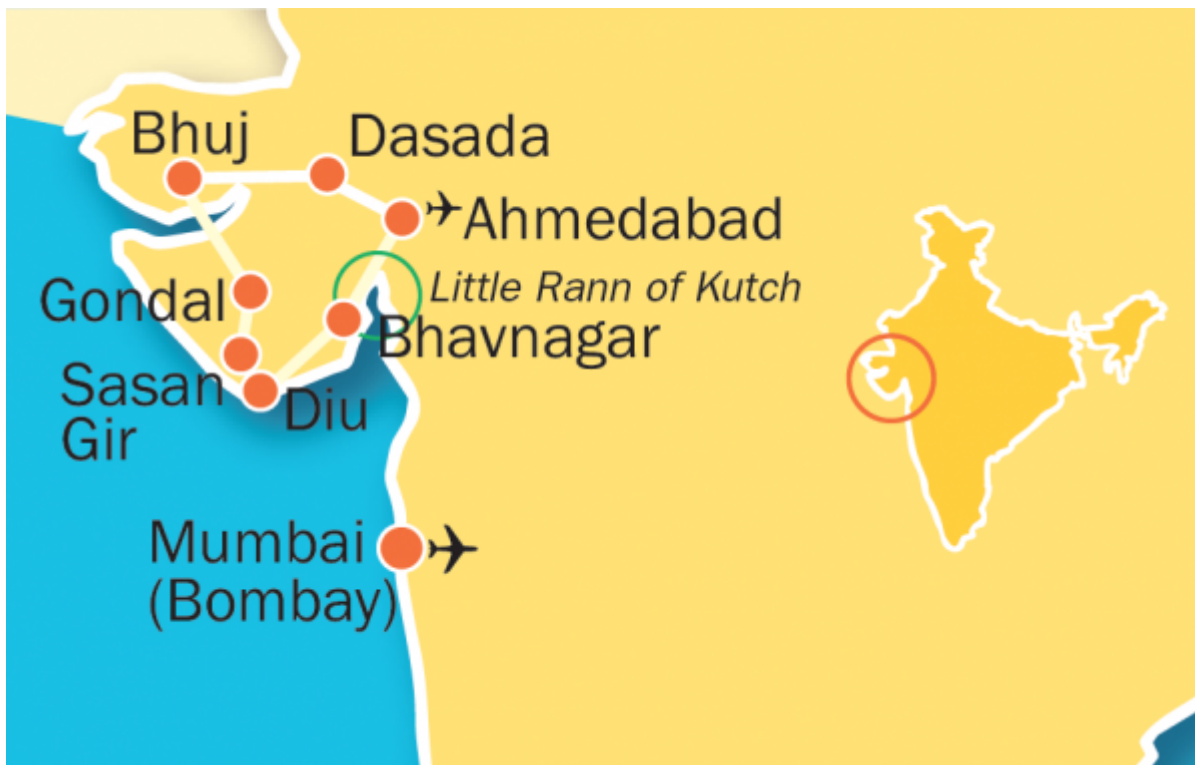 Bhuj
Dasada
Ahmedabad
Little Rann of Kutch
Gondal
Bhavnagar
Sasan
Gir
Diu
Mumbai
(Bombay)